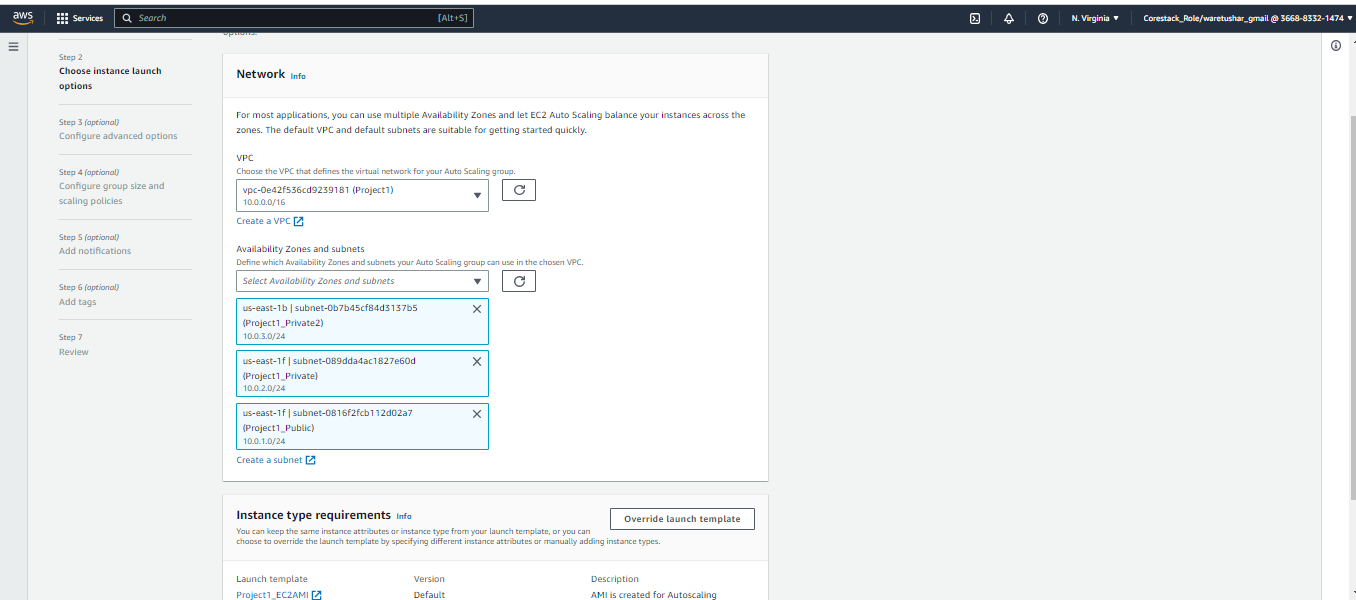 aws
Services
Search
[Alt+S]
N. Virginia
Corestack_Role/waretushar_gmail @ 3668-8332-1474
Step 2
Choose instance launch
options
Step 3 (optional)
Configure advanced options
Step 4 (optional)
Configure group size and
scaling policies
Step 5 (optional)
Add notifications
Step 6 (optional)
Add tags
Step 7
Review
options.
Network Info
For most applications, you can use multiple Availability Zones and let EC2 Auto Scaling balance your instances across the
zones. The default VPC and default subnets are suitable for getting started quickly.
VPC
Choose the VPC that defines the virtual network for your Auto Scaling group.
vpc-0e42f536cd9239181 (Project1)
10.0.0.0/16
Create a VPC
Availability Zones and subnets
Define which Availability Zones and subnets your Auto Scaling group can use in the chosen VPC.
Select Availability Zones and subnets
us-east-1b | subnet-0b7b45cf84d3137b5
(Project1_Private2)
10.0.3.0/24
us-east-1f | subnet-089dda4ac1827e60d
(Project1_Private)
10.0.2.0/24
us-east-1f | subnet-0816f2fcb112d02a7
(Project1_Public)
10.0.1.0/24
Create a subnet
Instance type requirements Info
Override launch template
You can keep the same instance attributes or instance type from your launch template, or you can
choose to override the launch template by specifying different instance attributes or manually adding instance types.
Launch template
Project1_EC2AMI
Version
Default
Description
AMI is created for Autoscaling